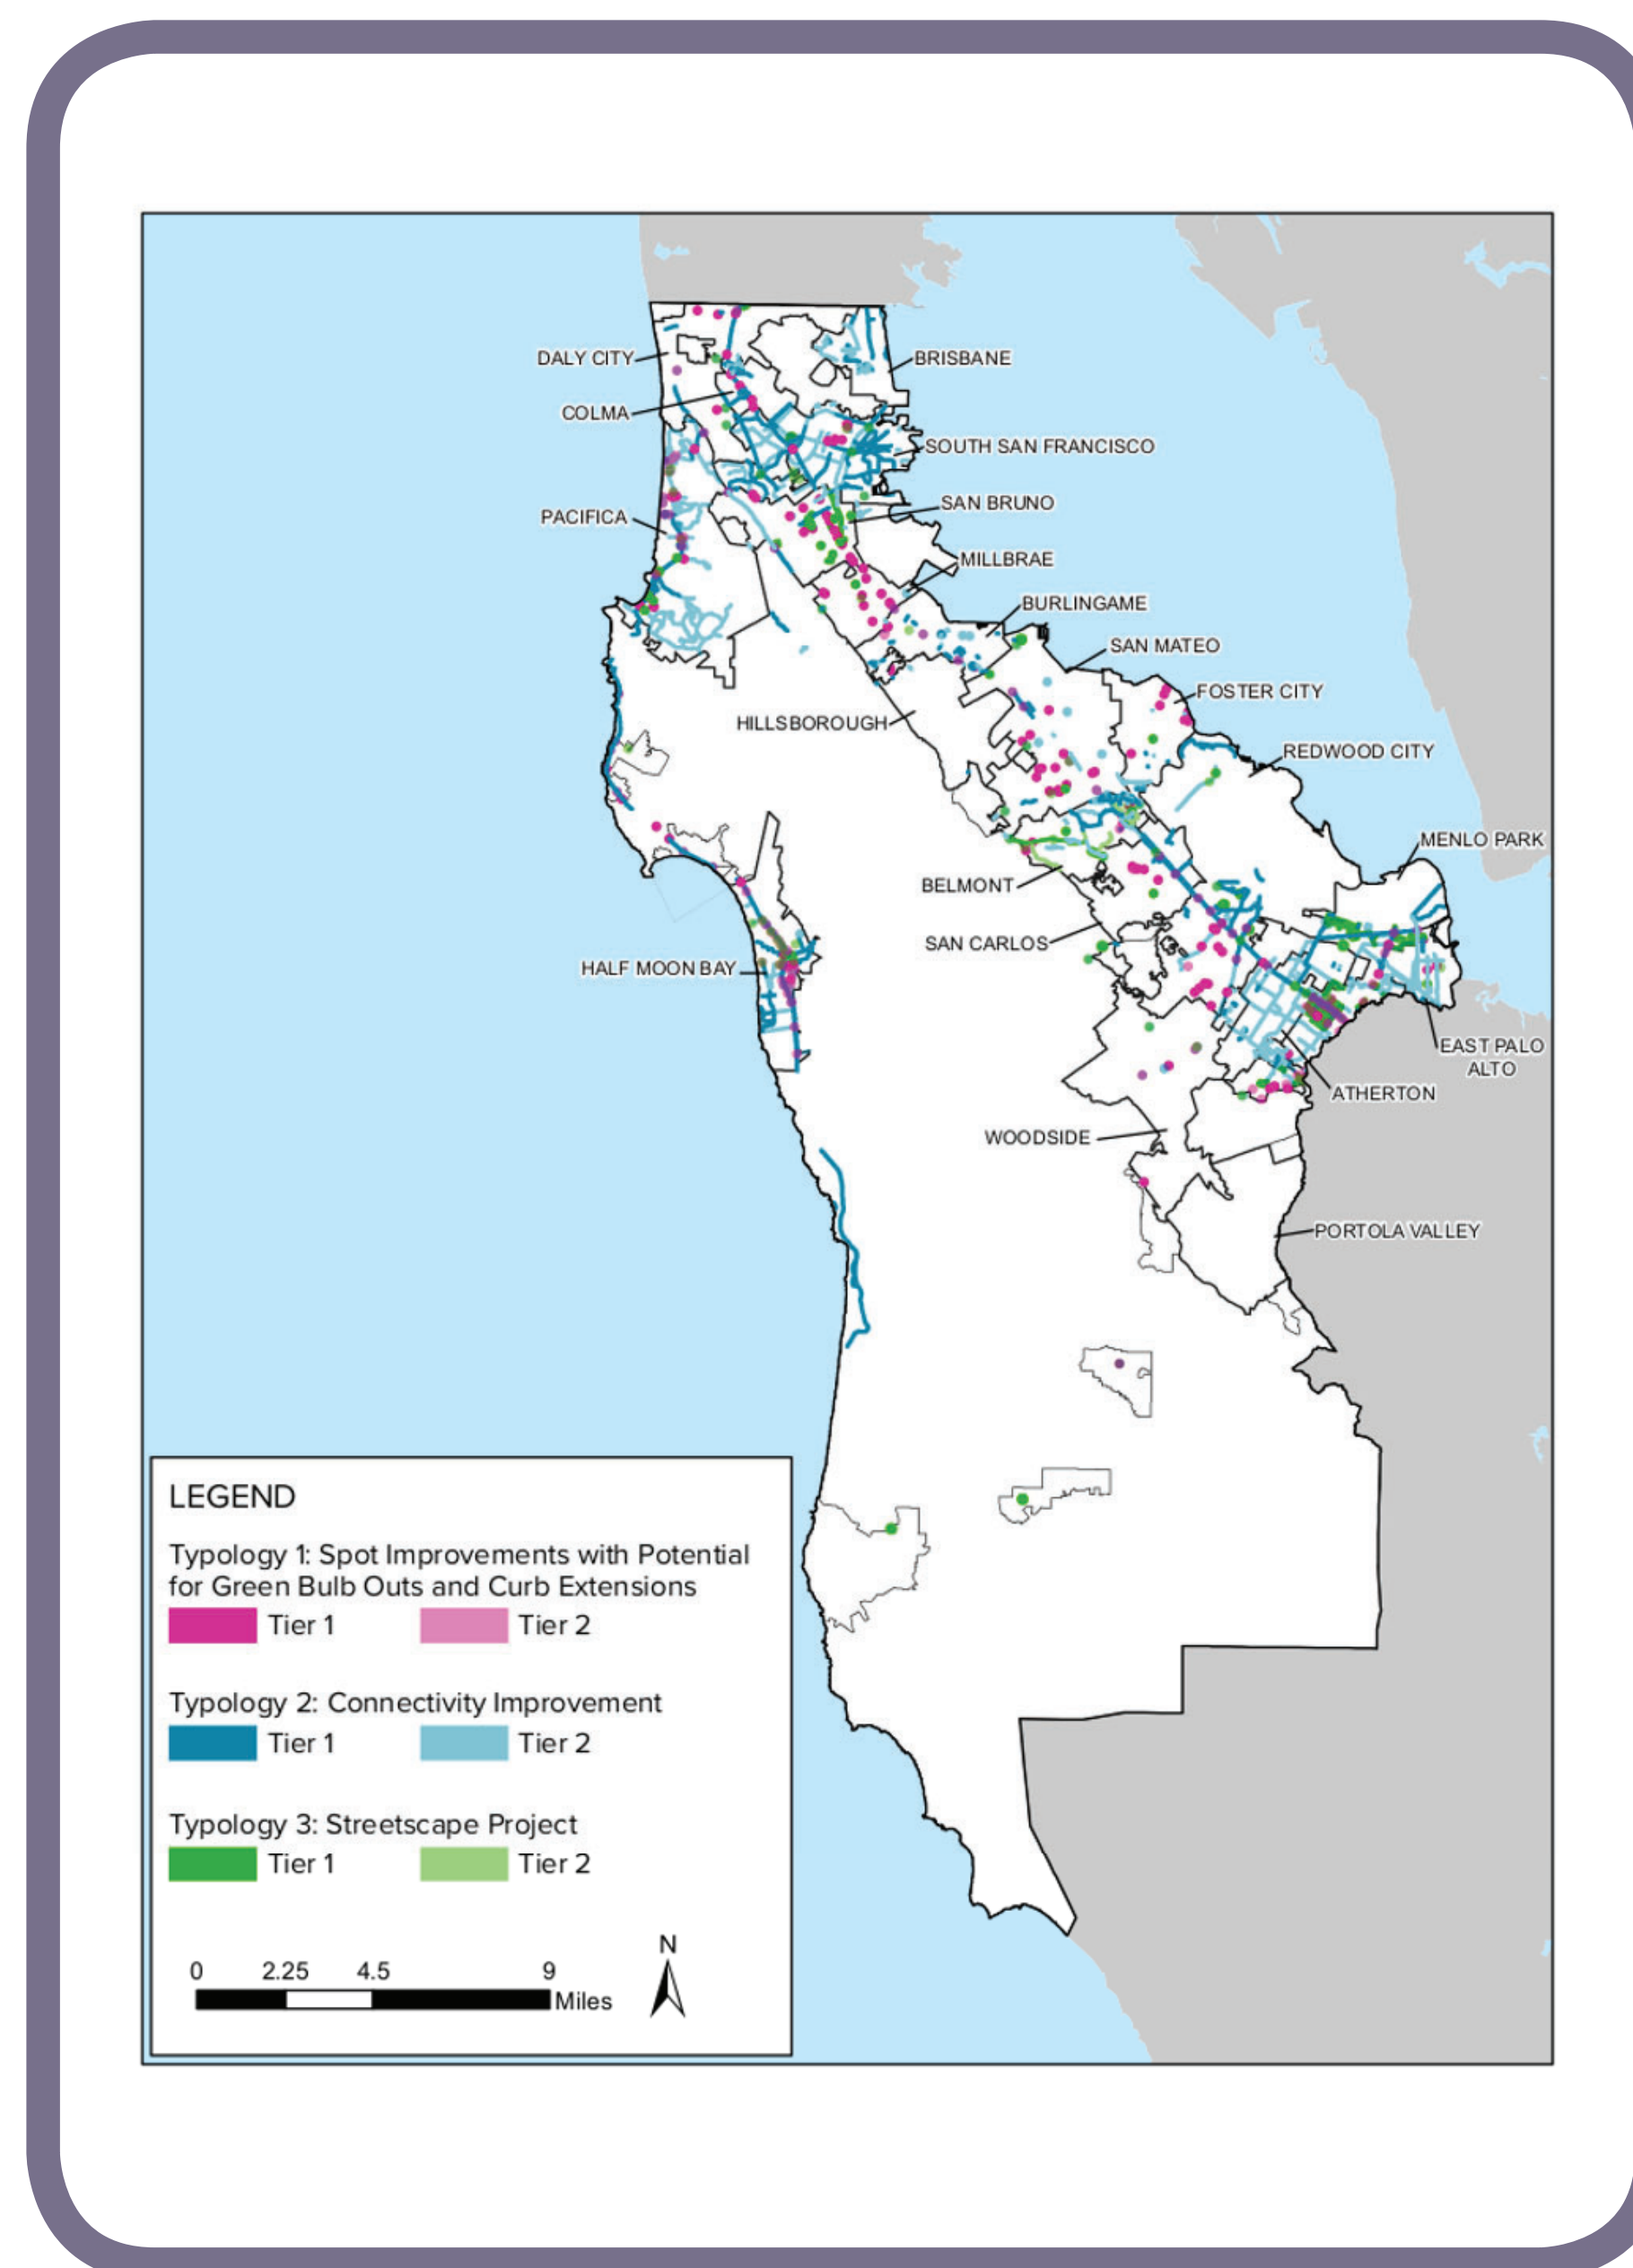 DALY CITY
BRISBANE
COLMA
SOUTH SAN FRANCISCO
SAN BRUNO
PACIFICA
MILLBRAE
BURLINGAME
SAN MATEO
FOSTER CITY
HILLSBOROUGH
REDWOOD CITY
MENLO PARK
BELMONT
SAN CARLOS
HALF MOON BAY
EAST PALO
ALTO
ATHERTON
WOODSIDE
PORTOLA VALLEY
LEGEND
Typology 1: Spot Improvements with Potential
for Green Bulb Outs and Curb Extensions
Tier 1 Tier 2
Typology 2: Connectivity Improvement
Tier 1 Tier 2
Typology 3: Streetscape Project
Tier 1 Tier 2
N
0 2.25 4.5 9
Miles